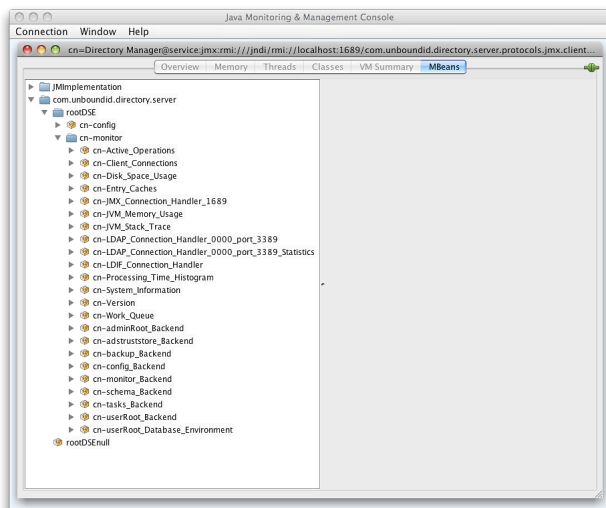 Java Monitoring & Management Console
Connection Window Help
cn=Directory Manager@service:jmx:rmi:///jndi/rmi://localhost:1689/com.unboundid.directory.server.protocols.jmx.client...
Overview Memory Threads Classes VM Summary MBeans
JMImplementation
com.unboundid.directory.server
rootDSE
cn-config
cn-monitor
cn-Active_Operations
cn-Client_Connections
cn-Disk_Space_Usage
cn-Entry_Caches
cn-JMX_Connection_Handler_1689
cn-JVM_Memory_Usage
cn-JVM_Stack_Trace
cn-LDAP_Connection_Handler_0000_port_3389
cn-LDAP_Connection_Handler_0000_port_3389_Statistics
cn-LDIF_Connection_Handler
cn-Processing_Time_Histogram
cn-System_Information
cn-Version
cn-Work_Queue
cn-adminRoot_Backend
cn-adstruststore_Backend
cn-backup_Backend
cn-config_Backend
cn-monitor_Backend
cn-schema_Backend
cn-tasks_Backend
cn-userRoot_Backend
cn-userRoot_Database_Environment
rootDSEnull